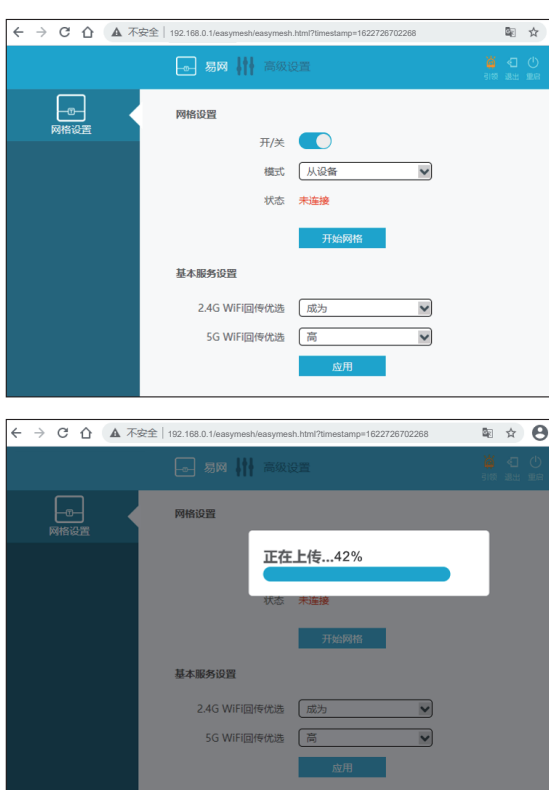 不安全 192.168.0.1/easymesh/easymesh.html?timestamp=1622726702268
易网 高级设置
引领 退出 重启
网格设置
网格设置
开/关
模式 从设备
状态 未连接
开始网格
基本服务设置
2.4G WiFi回传优选 成为
5G WiFi回传优选 高
应用
不安全 192.168.0.1/easymesh/easymesh.html?timestamp=1622726702268
易网 高级设置
引领 退出 重启
网格设置
网格设置
正在上传...42%
状态 未连接
开始网格
基本服务设置
2.4G WiFi回传优选 成为
5G WiFi回传优选 高
应用